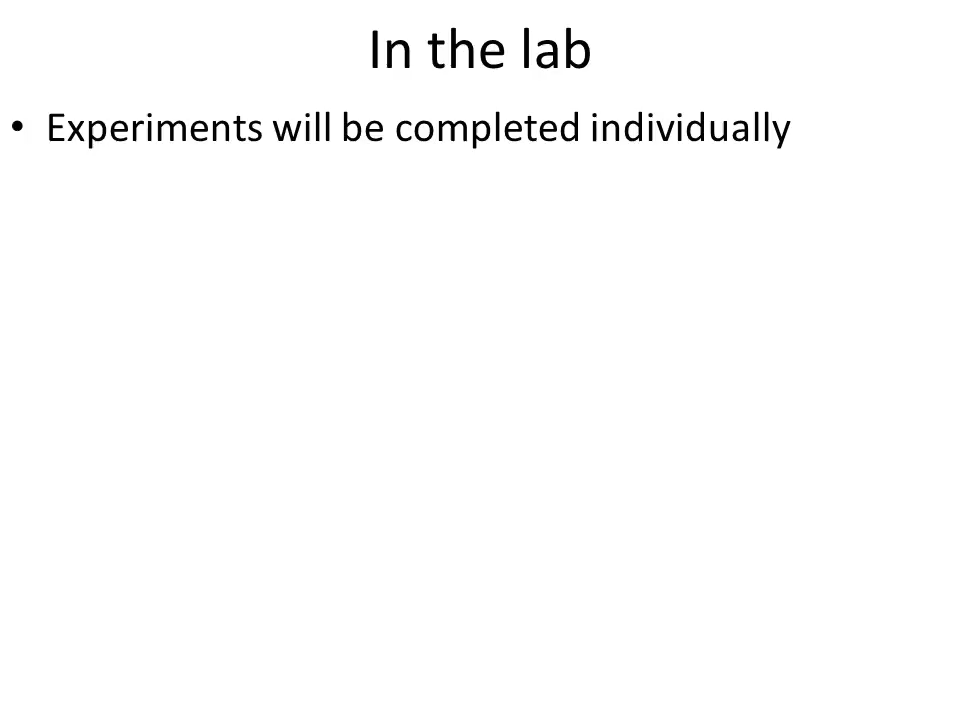 In the lab
• Experiments will be completed individually